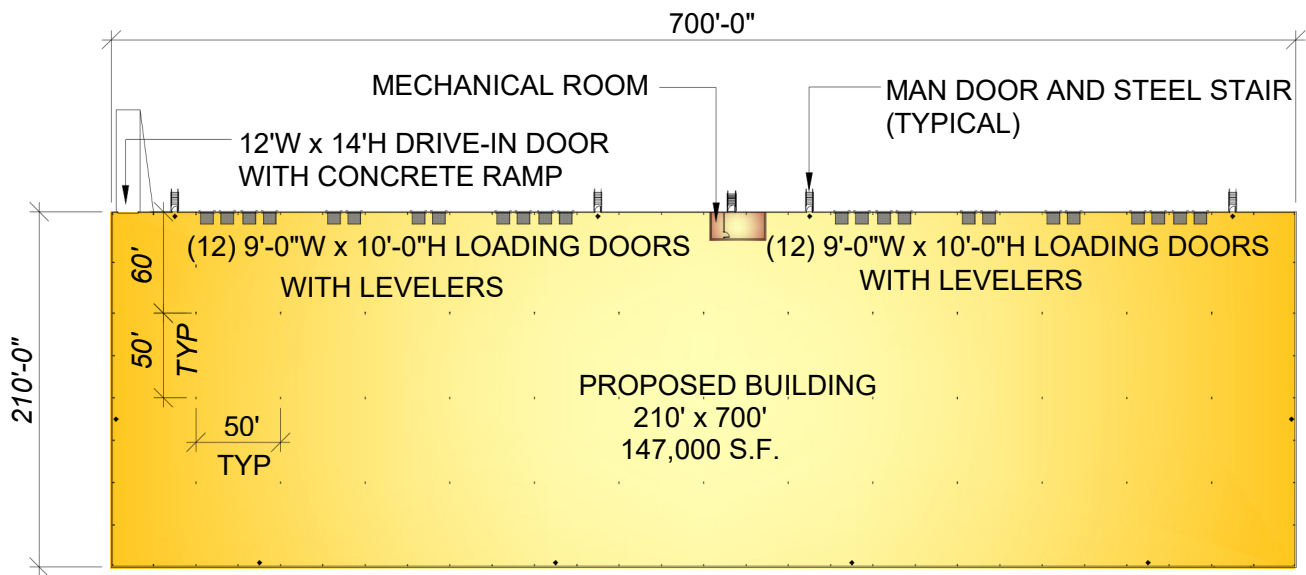 700'-0"
MECHANICAL ROOM
MAN DOOR AND STEEL STAIR
(TYPICAL)
12'W x 14'H DRIVE-IN DOOR
WITH CONCRETE RAMP
(12) 9'-0"W x 10'-0"H LOADING DOORS
WITH LEVELERS
(12) 9'-0"W x 10'-0"H LOADING DOORS
WITH LEVELERS
60'
50'
TYP
210'-0"
50'
TYP
PROPOSED BUILDING
210' x 700'
147,000 S.F.